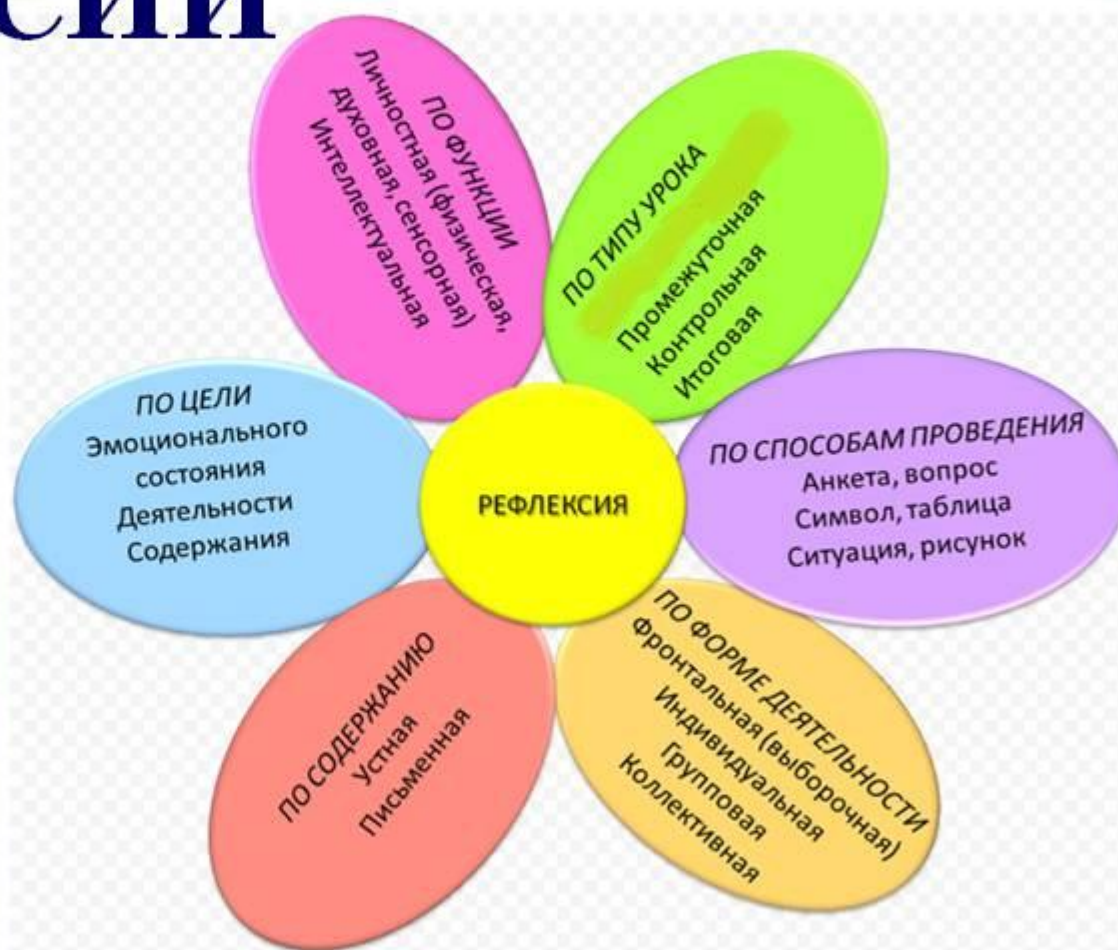 РЕФЛЕКСИЯ
ПО ФУНКЦИИ
Личностная (физическая,
духовная, сенсорная)
Интеллектуальная
ПО ТИПУ УРОКА
Промежуточная
Контрольная
Итоговая
ПО СПОСОБАМ ПРОВЕДЕНИЯ
Анкета, вопрос
Символ, таблица
Ситуация, рисунок
ПО ФОРМЕ ДЕЯТЕЛЬНОСТИ
Фронтальная (выборочная)
Индивидуальная
Групповая
Коллективная
ПО СОДЕРЖАНИЮ
Устная
Письменная
ПО ЦЕЛИ
Эмоционального
состояния
Деятельности
Содержания